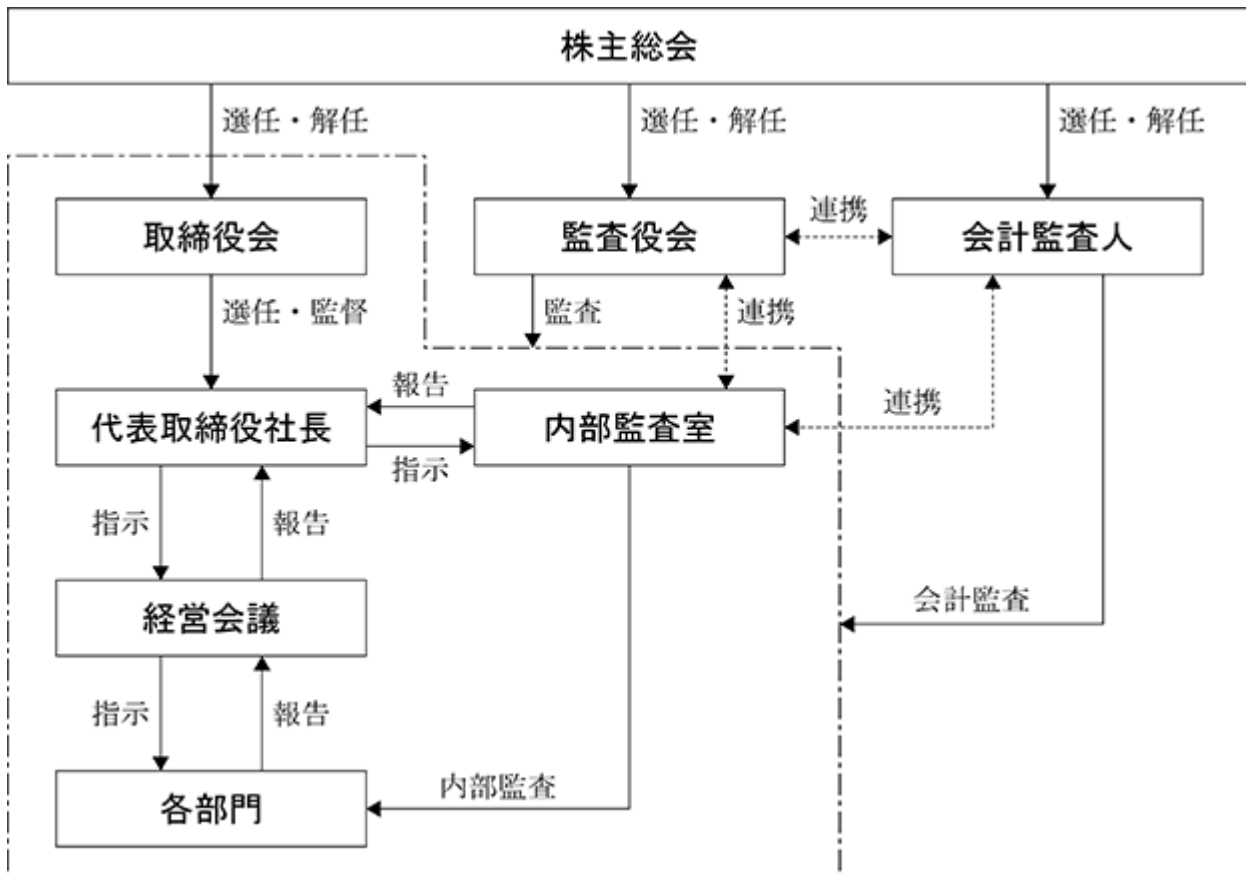 株主総会
選任・解任
選任・解任
選任・解任
取締役会
監査役会
連携
会計監査人
選任・監督
監査
連携
代表取締役社長
報告
指示
内部監査室
連携
指示
報告
経営会議
会計監査
指示
報告
各部門
内部監査